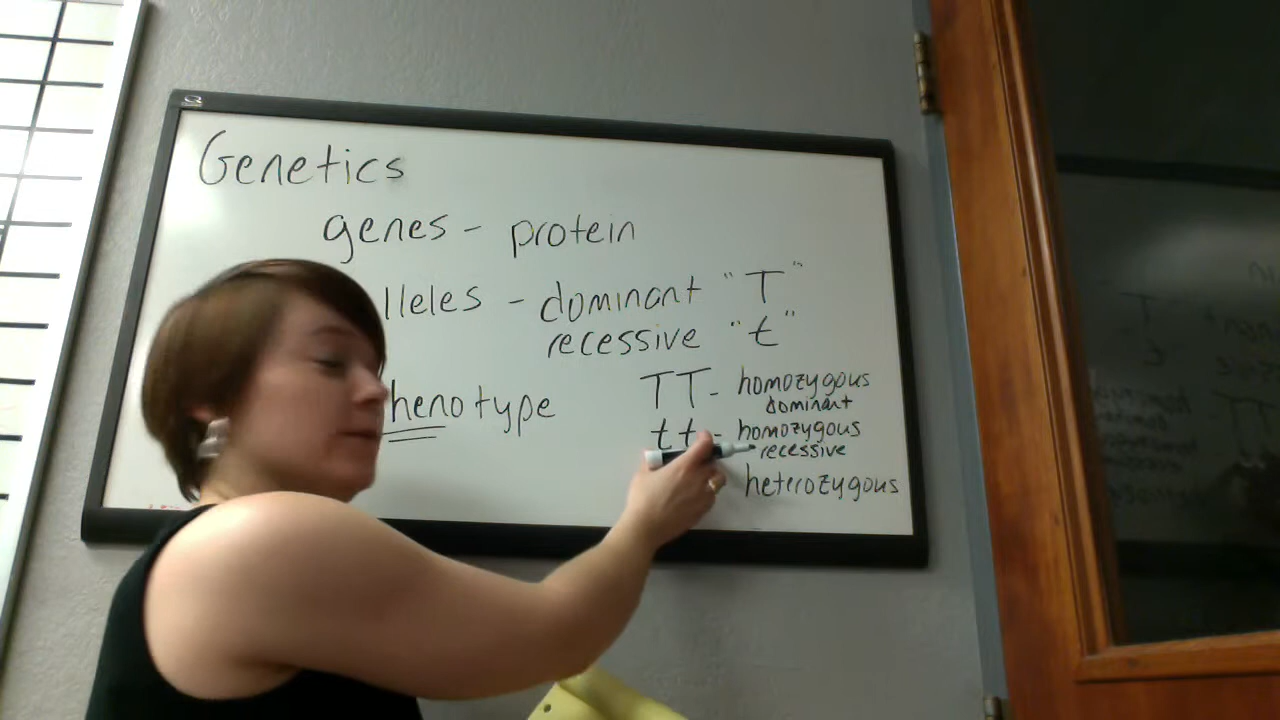 Genetics
genes - protein
lleles - dominant "T"
recessive "t"
henotype
TT - homozygous
dominant
tt - homozygous
recessive
heterozygous